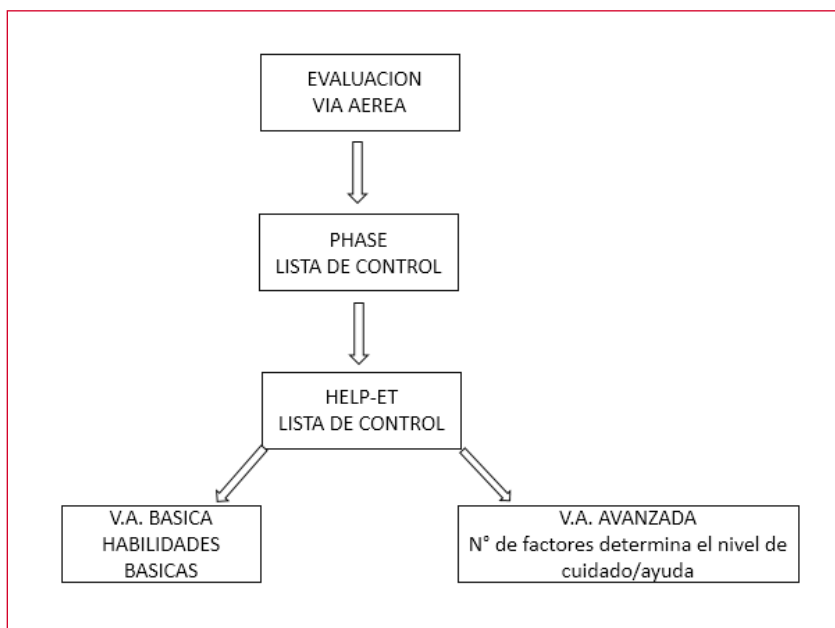 EVALUACION
VIA AEREA
PHASE
LISTA DE CONTROL
HELP-ET
LISTA DE CONTROL
V.A. BASICA
HABILIDADES
BASICAS
V.A. AVANZADA
N° de factores determina el nivel de
cuidado/ayuda